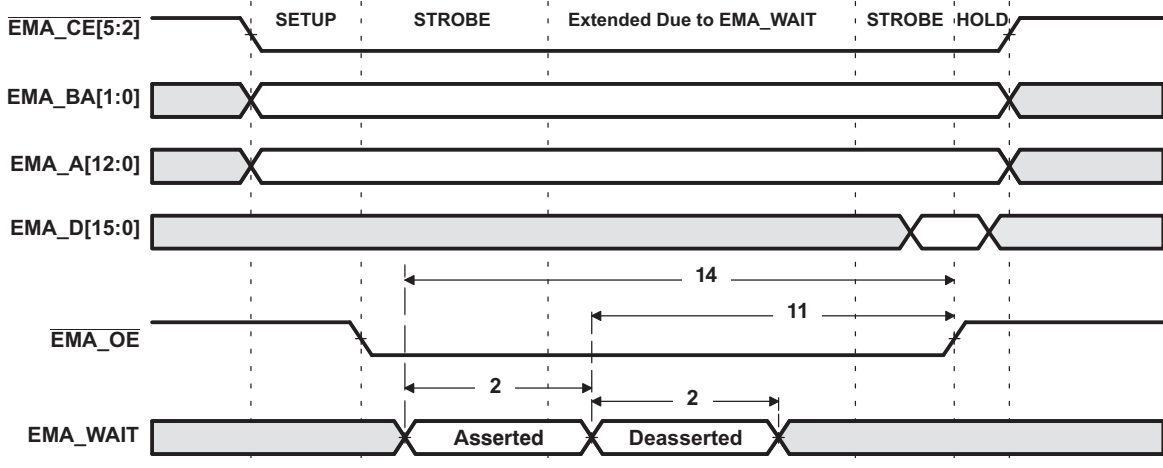 SETUP STROBE Extended Due to EMA_WAIT STROBE HOLD
EMA_CE[5:2]
EMA_BA[1:0]
EMA_A[12:0]
EMA_D[15:0]
14
11
EMA_OE
2
2
EMA_WAIT Asserted Deasserted